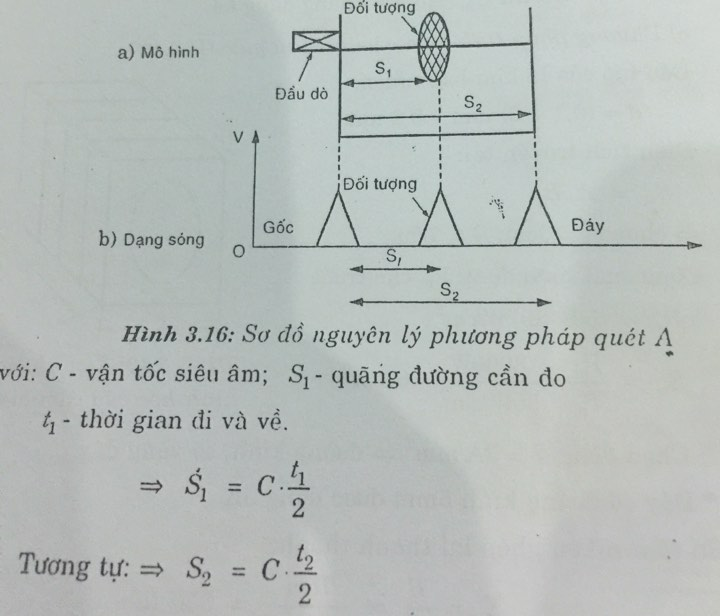 Đối tượng
a) Mô hình
S₁
Đầu dò
S₂
V
Đối tượng
Gốc
Đáy
b) Dạng sóng
O
S₁
S₂
Hình 3.16: Sơ đồ nguyên lý phương pháp quét A
với: C - vận tốc siêu âm; S₁ - quãng đường cần đo
t₁ - thời gian đi và về.
⇒ S₁ = C · t₁/2
Tương tự: ⇒ S₂ = C · t₂/2